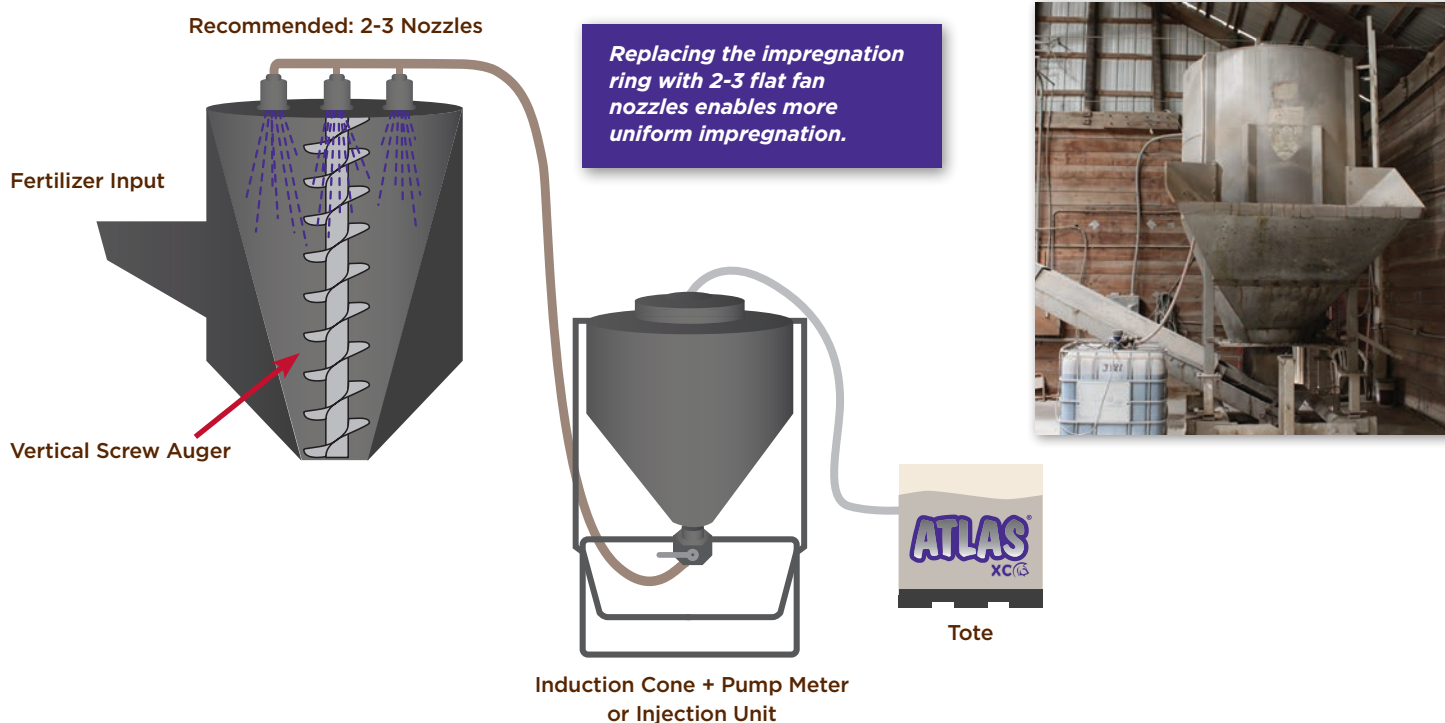 Recommended: 2-3 Nozzles
Replacing the impregnation
ring with 2-3 flat fan
nozzles enables more
uniform impregnation.
Fertilizer Input
Vertical Screw Auger
ATLAS®
XC
Tote
Induction Cone + Pump Meter
or Injection Unit